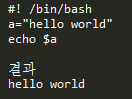 #! /bin/bash
a="hello world"
echo $a
결과
hello world